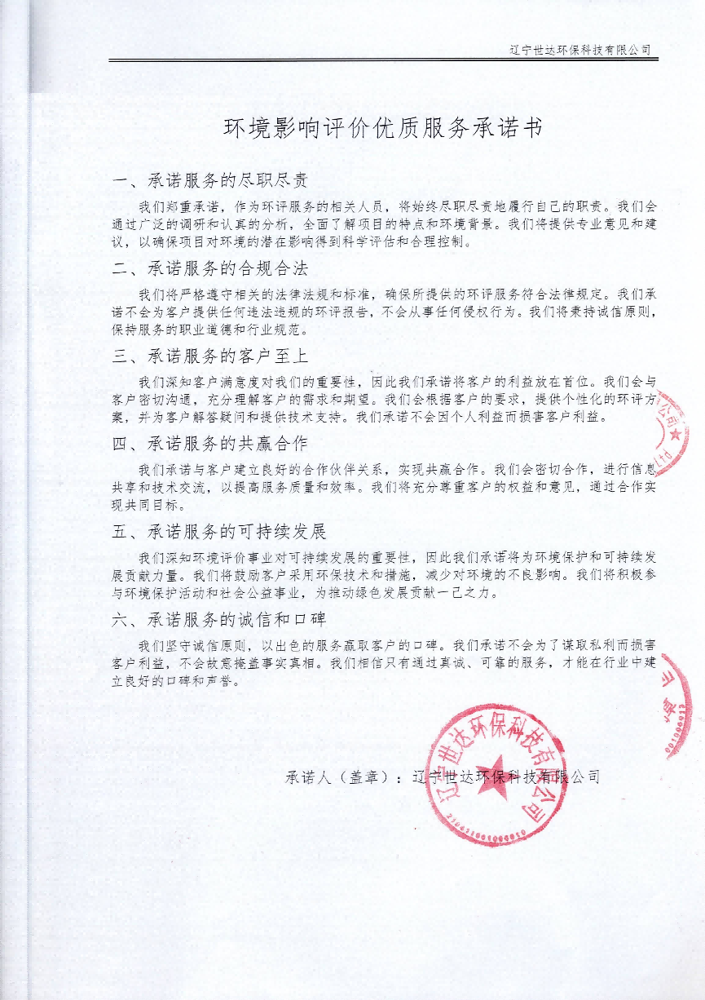 辽宁世达环保科技有限公司
环境影响评价优质服务承诺书
一、承诺服务的尽职尽责
我们郑重承诺，作为环评服务的相关人员，将始终尽职尽责地履行自己的职责。我们会
通过广泛的调研和认真的分析，全面了解项目的特点和环境背景。我们将提供专业意见和建
议，以确保项目对环境的潜在影响得到科学评估和合理控制。
二、承诺服务的合规合法
我们将严格遵守相关的法律法规和标准，确保所提供的环评服务符合法律规定。我们承
诺不会为客户提供任何违法违规的环评报告，不会从事任何侵权行为。我们将秉持诚信原则，
保持服务的职业道德和行业规范。
三、承诺服务的客户至上
我们深知客户满意度对我们的重要性，因此我们承诺将客户的利益放在首位。我们会与
客户密切沟通，充分理解客户的需求和期望。我们会根据客户的要求，提供个性化的环评方
案，并为客户解答疑问和提供技术支持。我们承诺不会因个人利益而损害客户利益。
公司
Ltd
四、承诺服务的共赢合作
我们承诺与客户建立良好的合作伙伴关系，实现共赢合作。我们会密切合作，进行信息
共享和技术交流，以提高服务质量和效率。我们将充分尊重客户的权益和意见，通过合作实
现共同目标。
五、承诺服务的可持续发展
我们深知环境评价事业对可持续发展的重要性，因此我们承诺将为环境保护和可持续发
展贡献力量。我们将鼓励客户采用环保技术和措施，减少对环境的不良影响。我们将积极参
与环境保护活动和社会公益事业，为推动绿色发展贡献一己之力。
六、承诺服务的诚信和口碑
我们坚守诚信原则，以出色的服务赢取客户的口碑。我们承诺不会为了谋取私利而损害
客户利益，不会故意掩盖事实真相。我们相信只有通过真诚、可靠的服务，才能在行业中建
立良好的口碑和声誉。
承诺人（盖章）：辽宁世达环保科技有限公司
辽宁世达环保科技有限公司